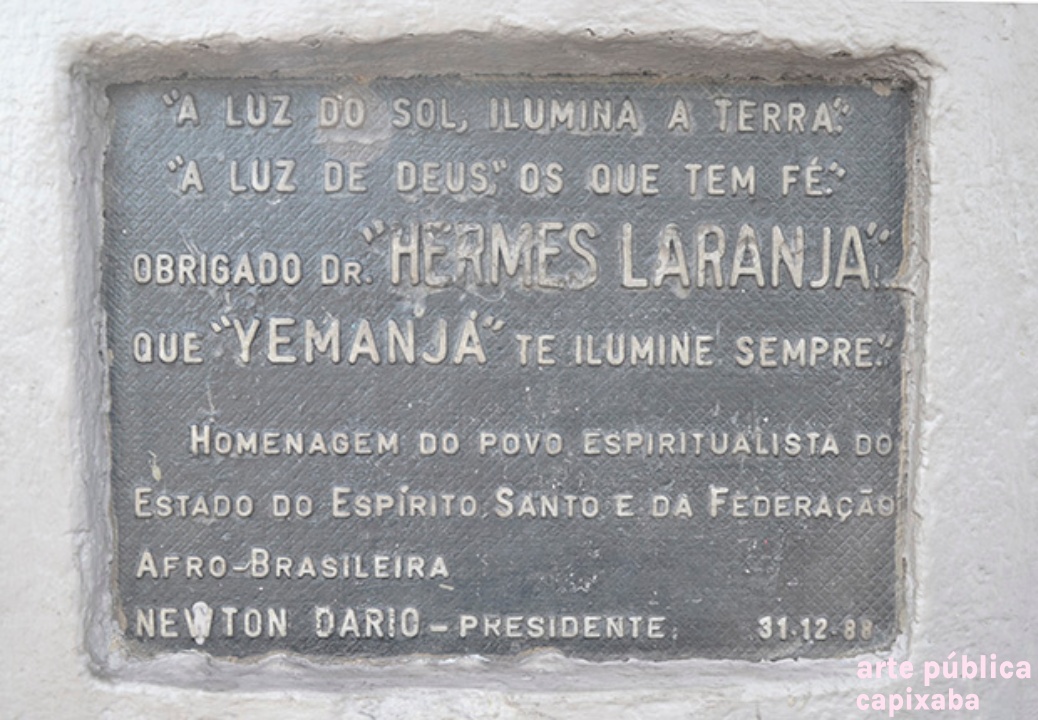 "A LUZ DO SOL, ILUMINA A TERRA."
"A LUZ DE DEUS," OS QUE TEM FÉ."
OBRIGADO DR. "HERMES LARANJA",
QUE "YEMANJÁ" TE ILUMINE SEMPRE."
HOMENAGEM DO POVO ESPIRITUALISTA DO
ESTADO DO ESPÍRITO SANTO E DA FEDERAÇÃO
AFRO-BRASILEIRA
NEWTON DARIO - PRESIDENTE. 31.12.88
arte pública
capixaba